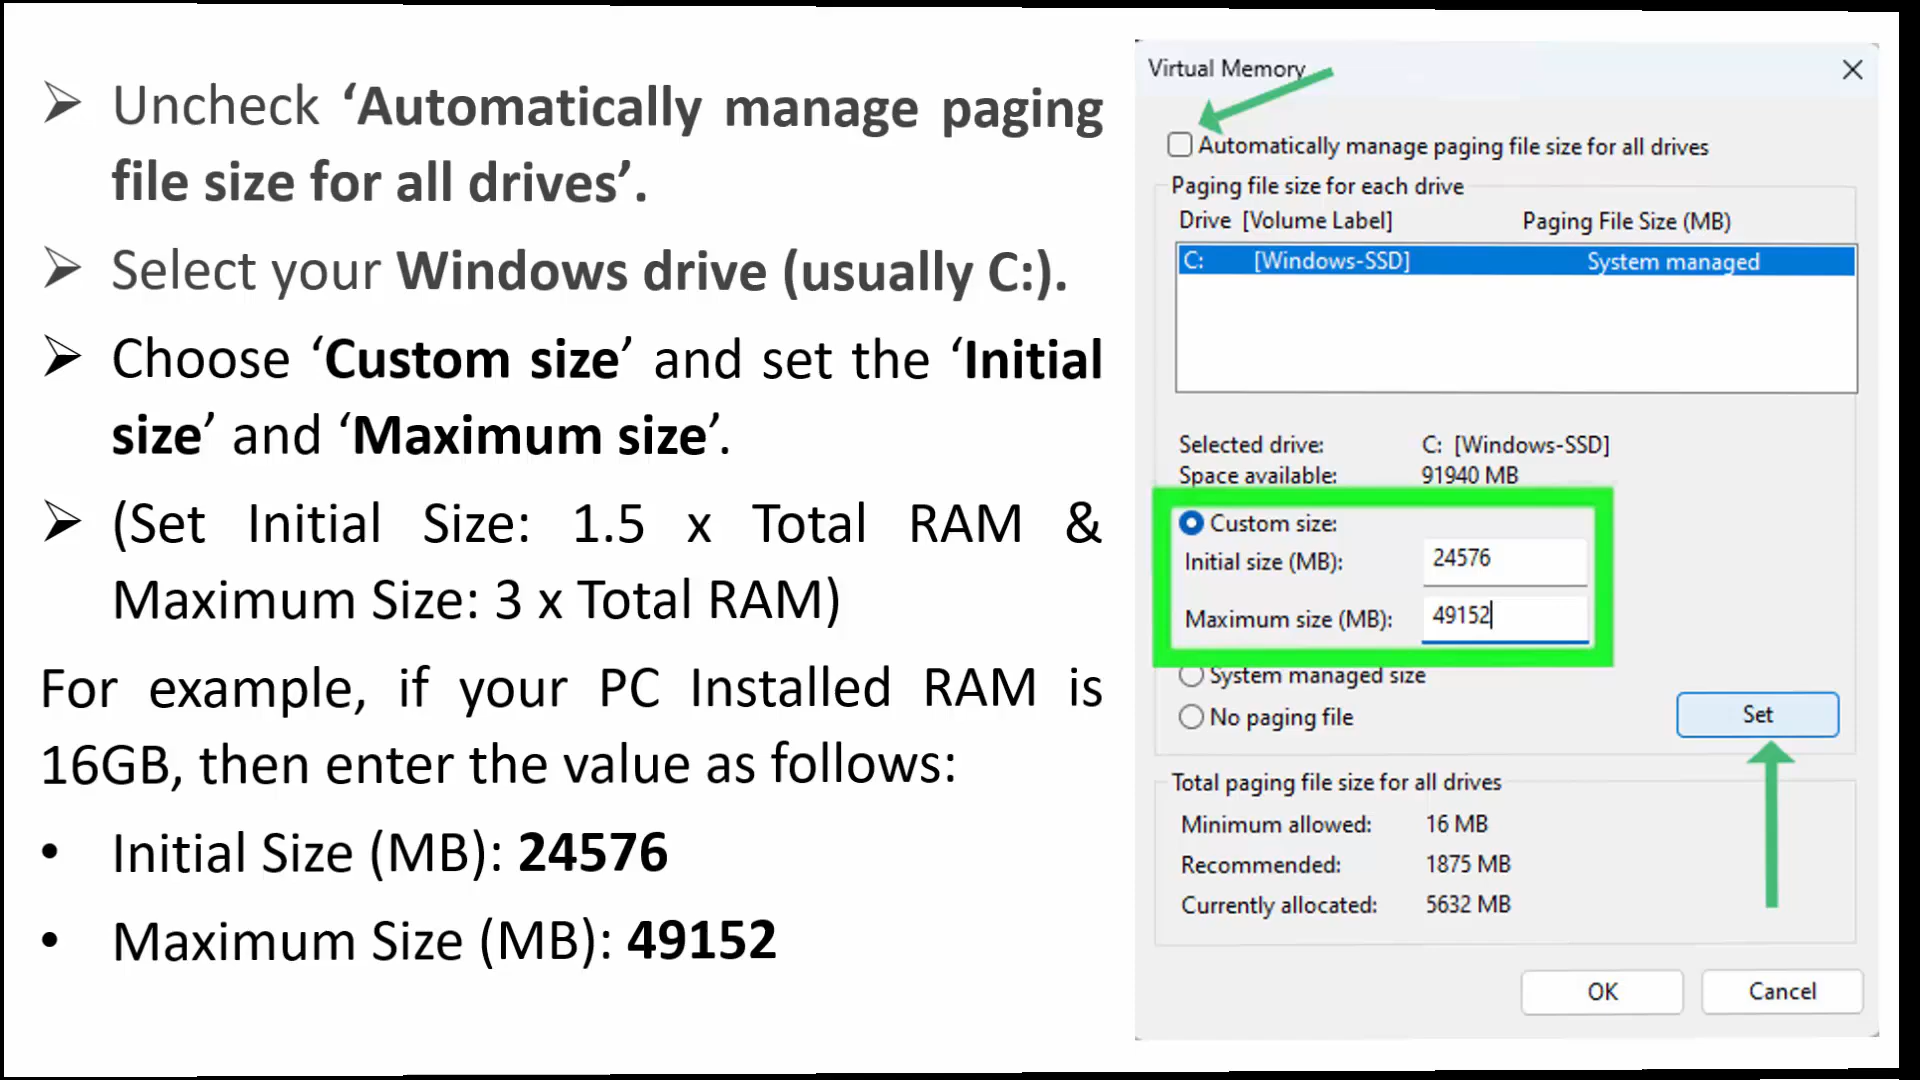 ➢ Uncheck ‘Automatically manage paging
file size for all drives’.
➢ Select your Windows drive (usually C:).
➢ Choose ‘Custom size’ and set the ‘Initial
size’ and ‘Maximum size’.
➢ (Set Initial Size: 1.5 x Total RAM &
Maximum Size: 3 x Total RAM)
For example, if your PC Installed RAM is
16GB, then enter the value as follows:
• Initial Size (MB): 24576
• Maximum Size (MB): 49152
Virtual Memory
Automatically manage paging file size for all drives
Paging file size for each drive
Drive [Volume Label] Paging File Size (MB)
C: [Windows-SSD] System managed
Selected drive: C: [Windows-SSD]
Space available: 91940 MB
Custom size:
Initial size (MB): 24576
Maximum size (MB): 49152
System managed size
No paging file
Set
Total paging file size for all drives
Minimum allowed: 16 MB
Recommended: 1875 MB
Currently allocated: 5632 MB
OK Cancel